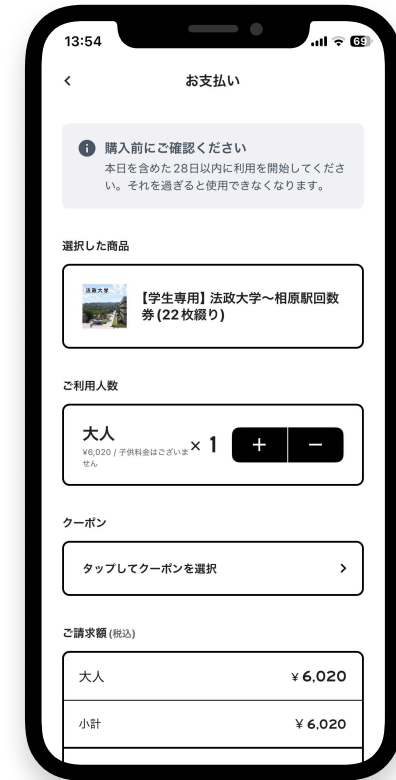 13:54
69
お支払い
購入前にご確認ください
本日を含めた28日以内に利用を開始してくださ
い。それを過ぎると使用できなくなります。
選択した商品
法政大学
【学生専用】法政大学～相原駅回数
券(22枚綴り)
ご利用人数
大人
¥6,020 / 子供料金はございま
せん
× 1
+
−
クーポン
タップしてクーポンを選択
ご請求額(税込)
大人 ¥ 6,020
小計 ¥ 6,020